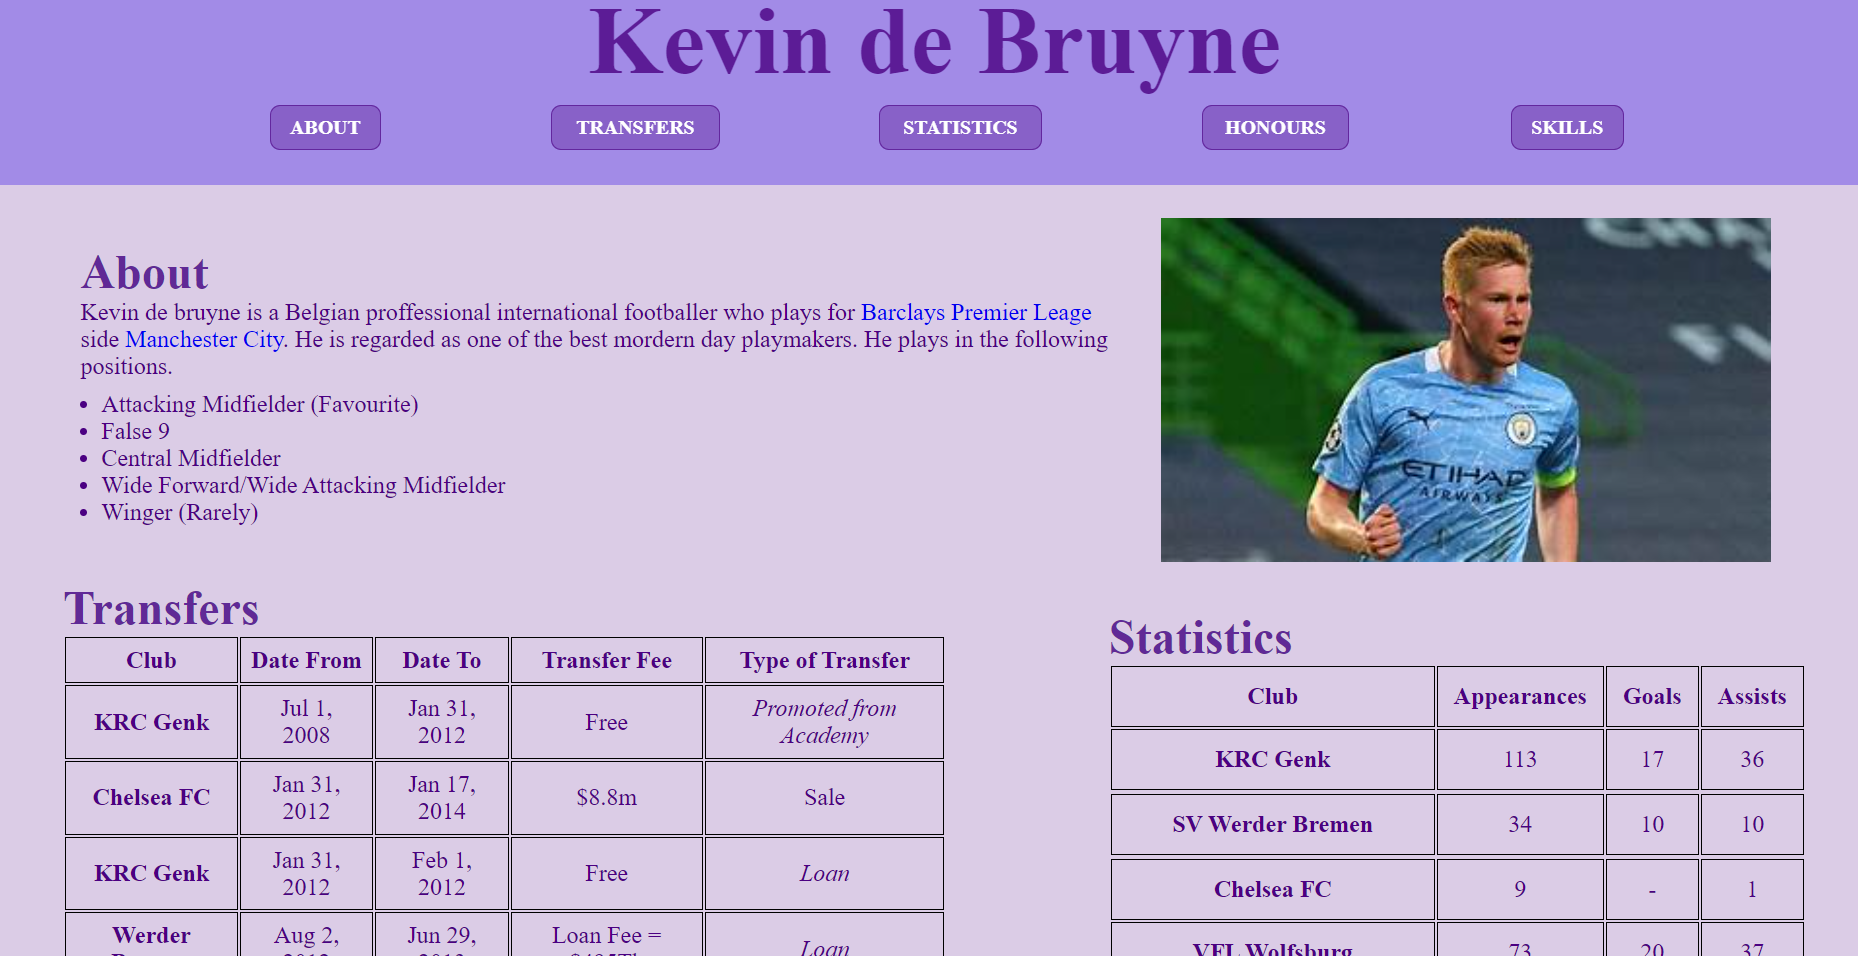 Kevin de Bruyne
ABOUT TRANSFERS STATISTICS HONOURS SKILLS
About
Kevin de bruyne is a Belgian proffessional international footballer who plays for Barclays Premier Leage
side Manchester City. He is regarded as one of the best mordern day playmakers. He plays in the following
positions.
• Attacking Midfielder (Favourite)
• False 9
• Central Midfielder
• Wide Forward/Wide Attacking Midfielder
• Winger (Rarely)
ETIHAD
AIRWAYS
Transfers
Club Date From Date To Transfer Fee Type of Transfer
KRC Genk Jul 1, 2008 Jan 31, 2012 Free Promoted from Academy
Chelsea FC Jan 31, 2012 Jan 17, 2014 $8.8m Sale
KRC Genk Jan 31, 2012 Feb 1, 2012 Free Loan
Werder Aug 2, Jun 29, Loan Fee = Loan
Statistics
Club Appearances Goals Assists
KRC Genk 113 17 36
SV Werder Bremen 34 10 10
Chelsea FC 9 - 1
VFL Wolfsburg 73 20 37